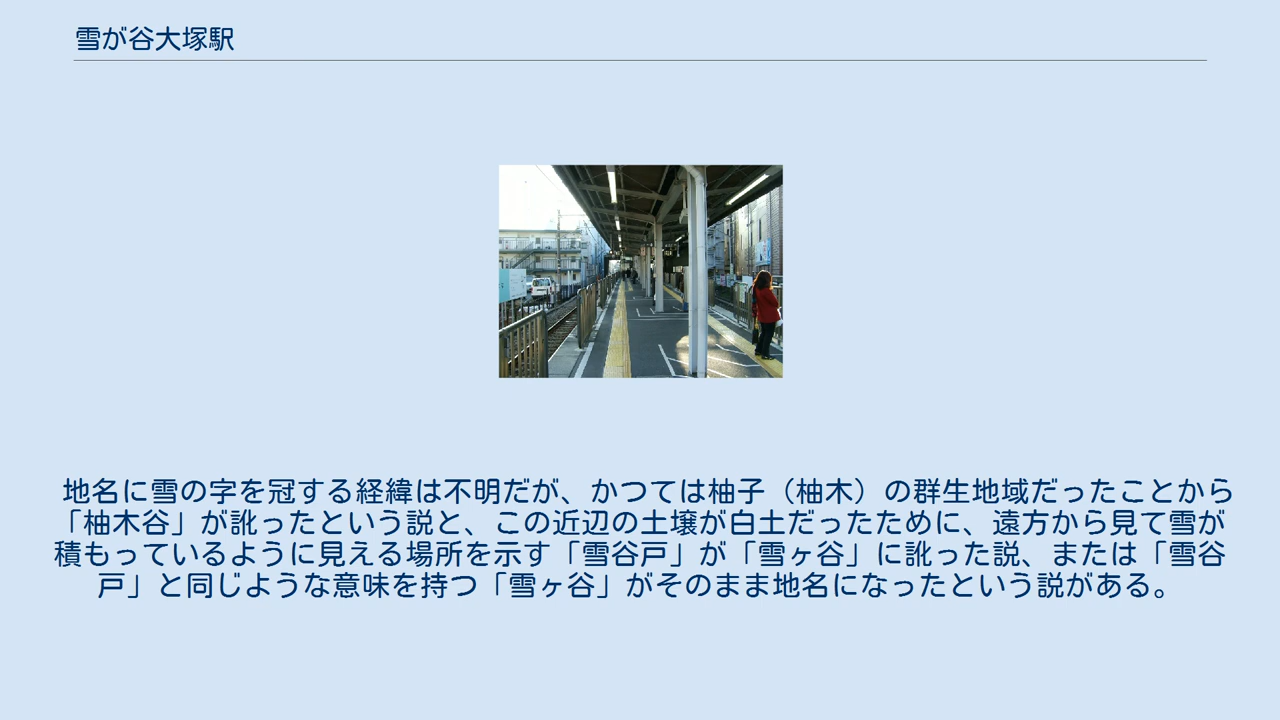 雪が谷大塚駅
地名に雪の字を冠する経緯は不明だが、かつては柚子（柚木）の群生地域だったことから
「柚木谷」が訛ったという説と、この近辺の土壌が白土だったために、遠方から見て雪が
積もっているように見える場所を示す「雪谷戸」が「雪ヶ谷」に訛った説、または「雪谷
戸」と同じような意味を持つ「雪ヶ谷」がそのまま地名になったという説がある。